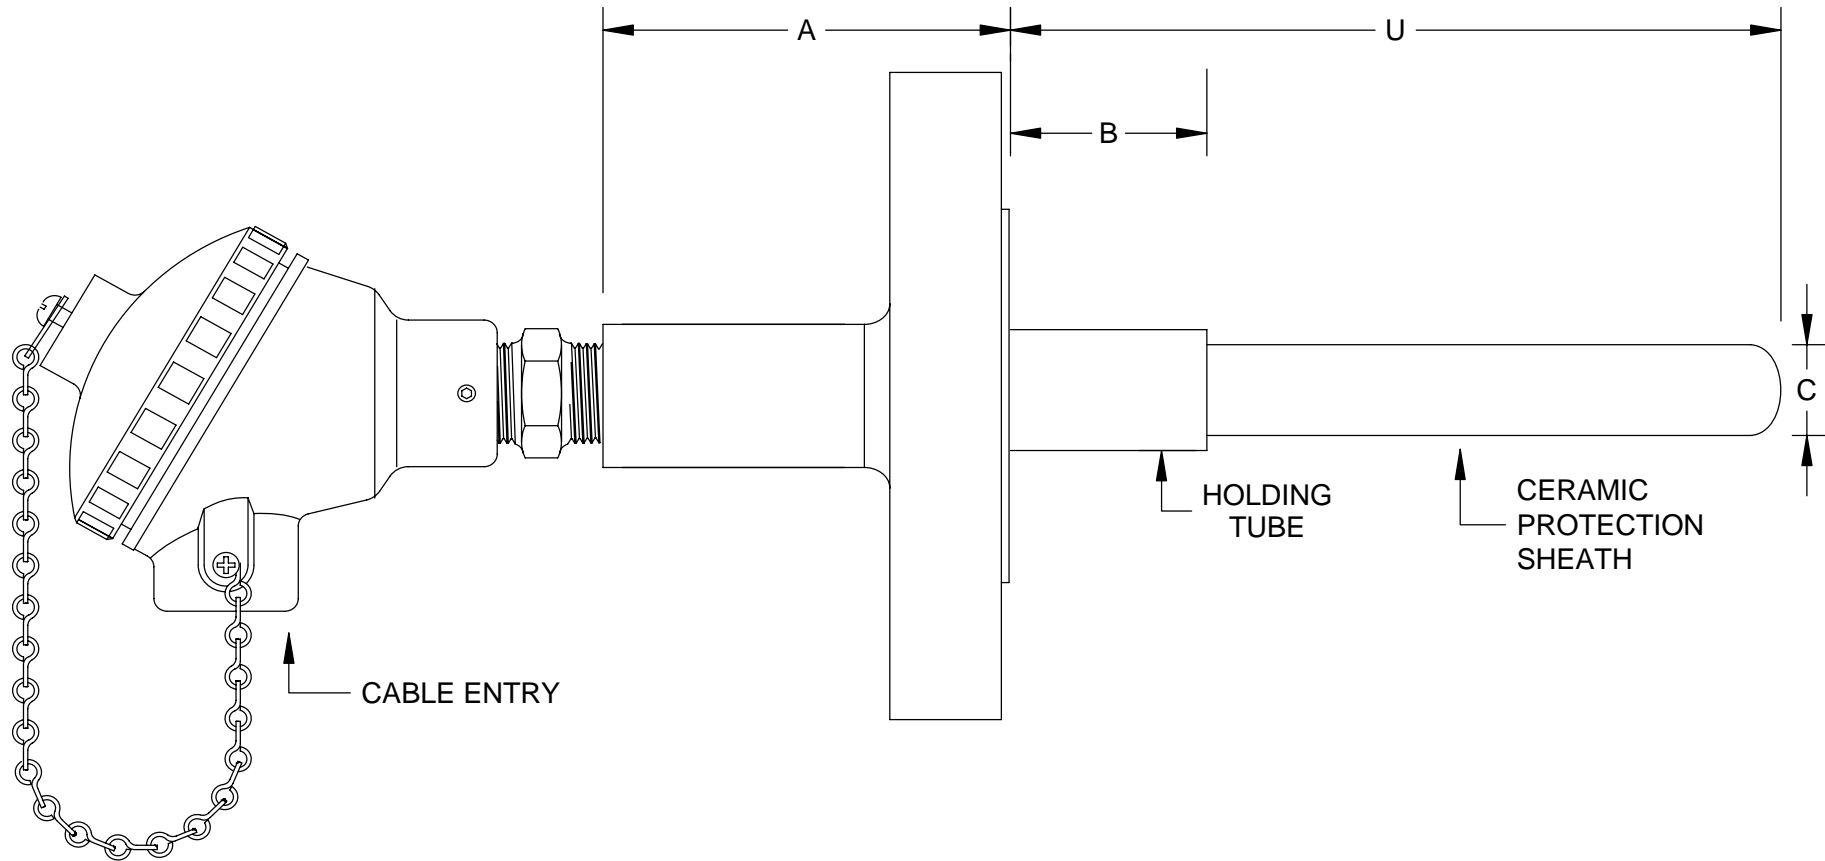 A
U
B
C
HOLDING
TUBE
CERAMIC
PROTECTION
SHEATH
CABLE ENTRY